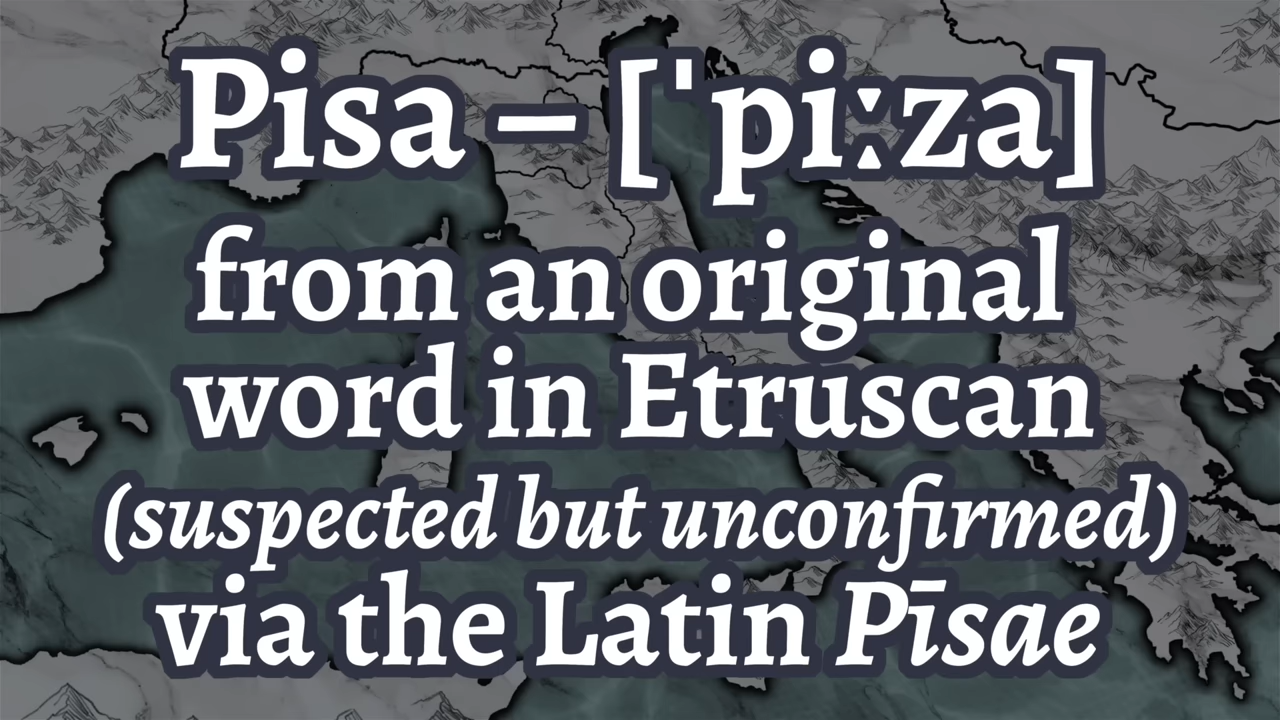 Pisa – [ˈpiːza]
from an original
word in Etruscan
(suspected but unconfirmed)
via the Latin Pīsae